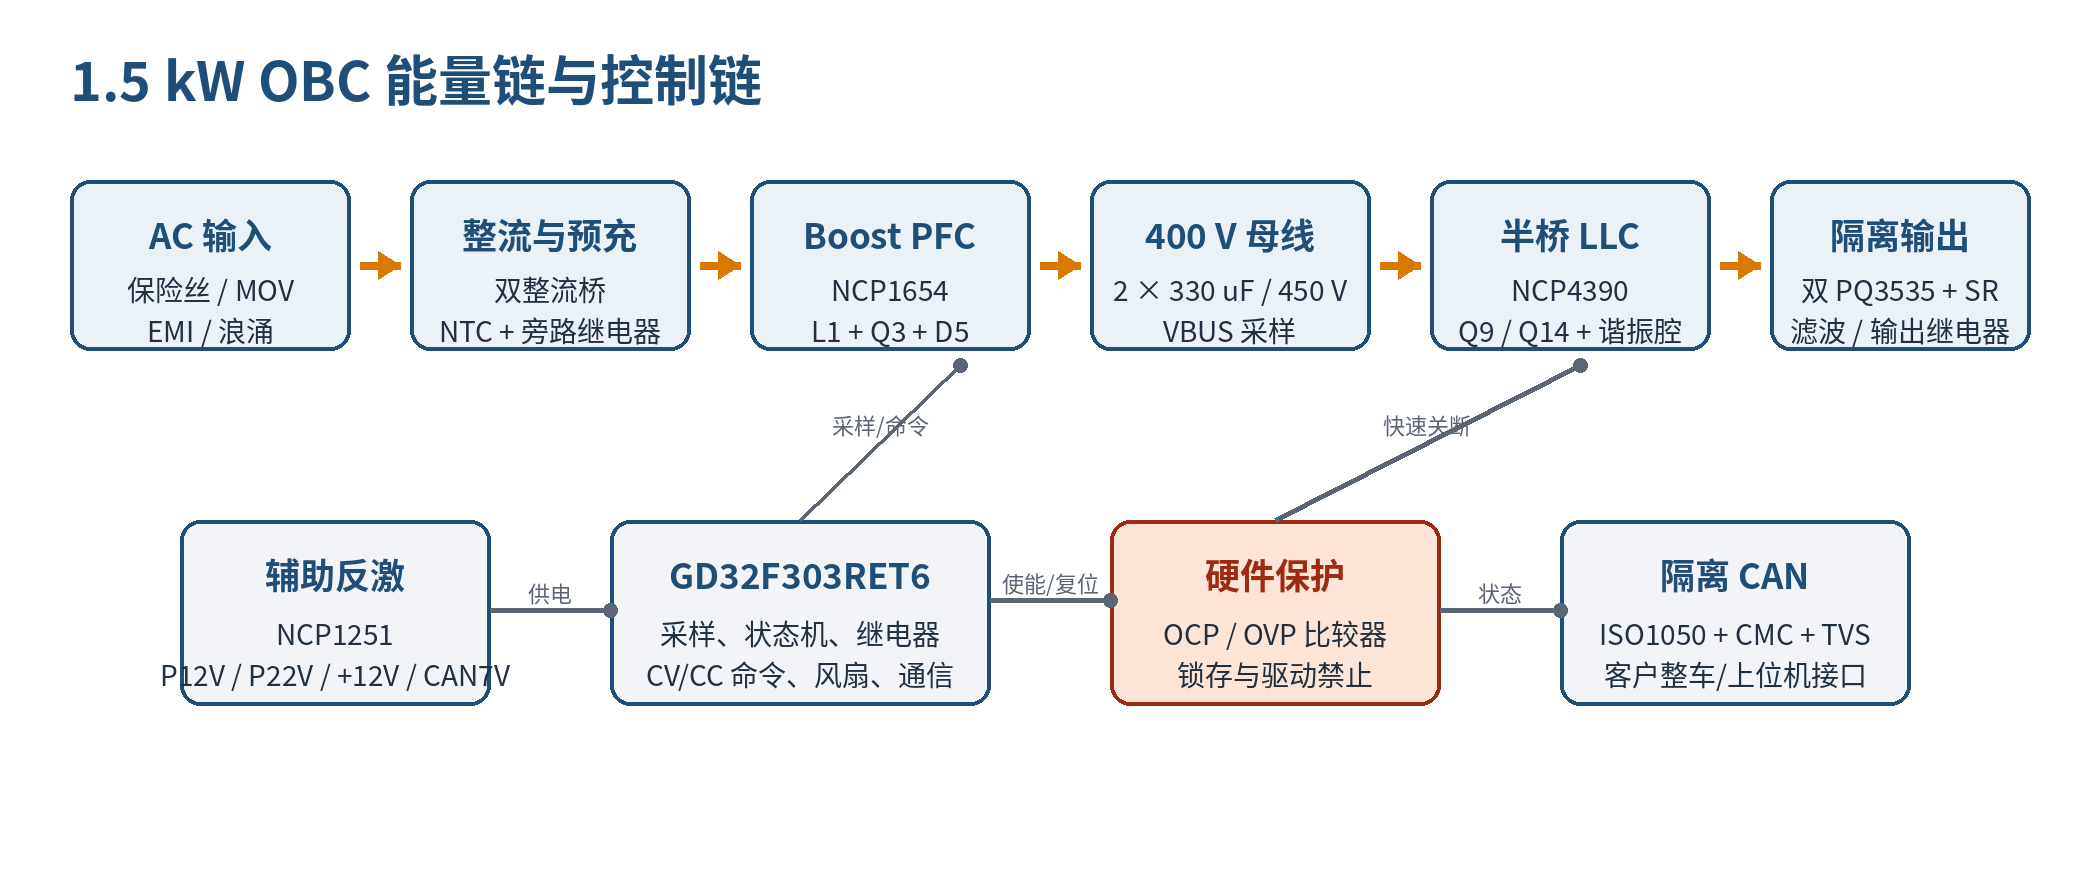 1.5 kW OBC 能量链与控制链
AC 输入
保险丝 / MOV
EMI / 浪涌
整流与预充
双整流桥
NTC + 旁路继电器
Boost PFC
NCP1654
L1 + Q3 + D5
400 V 母线
2 × 330 uF / 450 V
VBUS 采样
半桥 LLC
NCP4390
Q9 / Q14 + 谐振腔
隔离输出
双 PQ3535 + SR
滤波 / 输出继电器
采样/命令
快速关断
辅助反激
NCP1251
P12V / P22V / +12V / CAN7V
供电
GD32F303RET6
采样、状态机、继电器
CV/CC 命令、风扇、通信
使能/复位
硬件保护
OCP / OVP 比较器
锁存与驱动禁止
状态
隔离 CAN
ISO1050 + CMC + TVS
客户整车/上位机接口